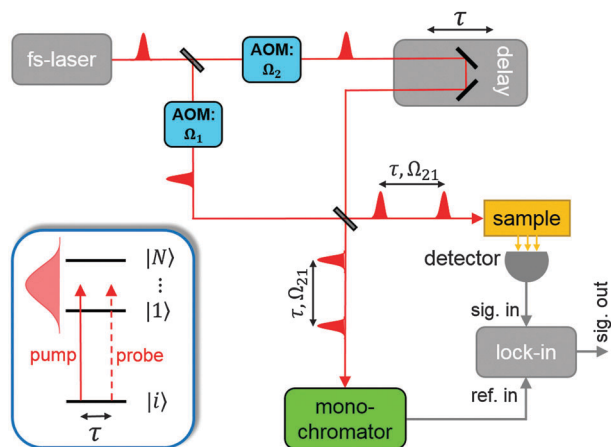 fs-laser
AOM:
Ω₂
τ
delay
AOM:
Ω₁
τ, Ω₂₁
sample
detector
τ, Ω₂₁
sig. in
lock-in
sig. out
ref. in
mono-
chromator
|N⟩
⋮
|1⟩
pump
probe
|i⟩
τ